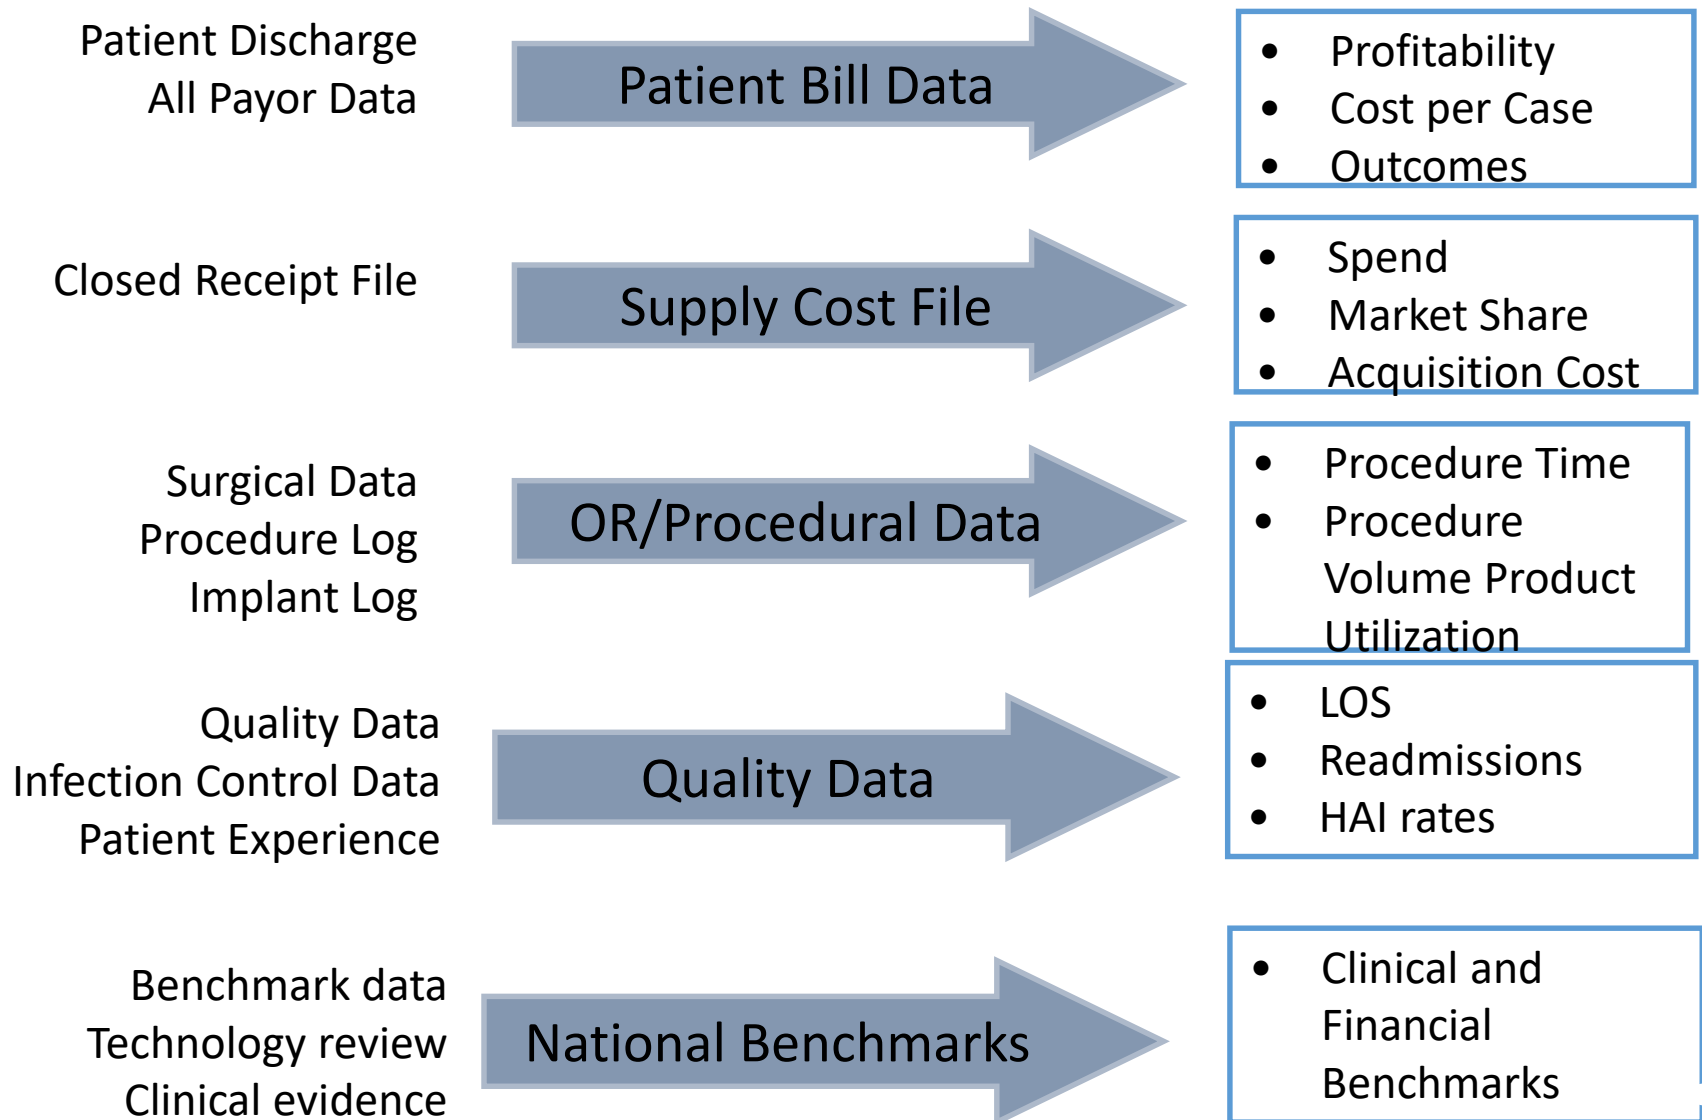 Patient Discharge
All Payor Data
Patient Bill Data
• Profitability
• Cost per Case
• Outcomes
Closed Receipt File
Supply Cost File
• Spend
• Market Share
• Acquisition Cost
Surgical Data
Procedure Log
Implant Log
OR/Procedural Data
• Procedure Time
• Procedure
Volume Product
Utilization
Quality Data
Infection Control Data
Patient Experience
Quality Data
• LOS
• Readmissions
• HAI rates
Benchmark data
Technology review
Clinical evidence
National Benchmarks
• Clinical and
Financial
Benchmarks